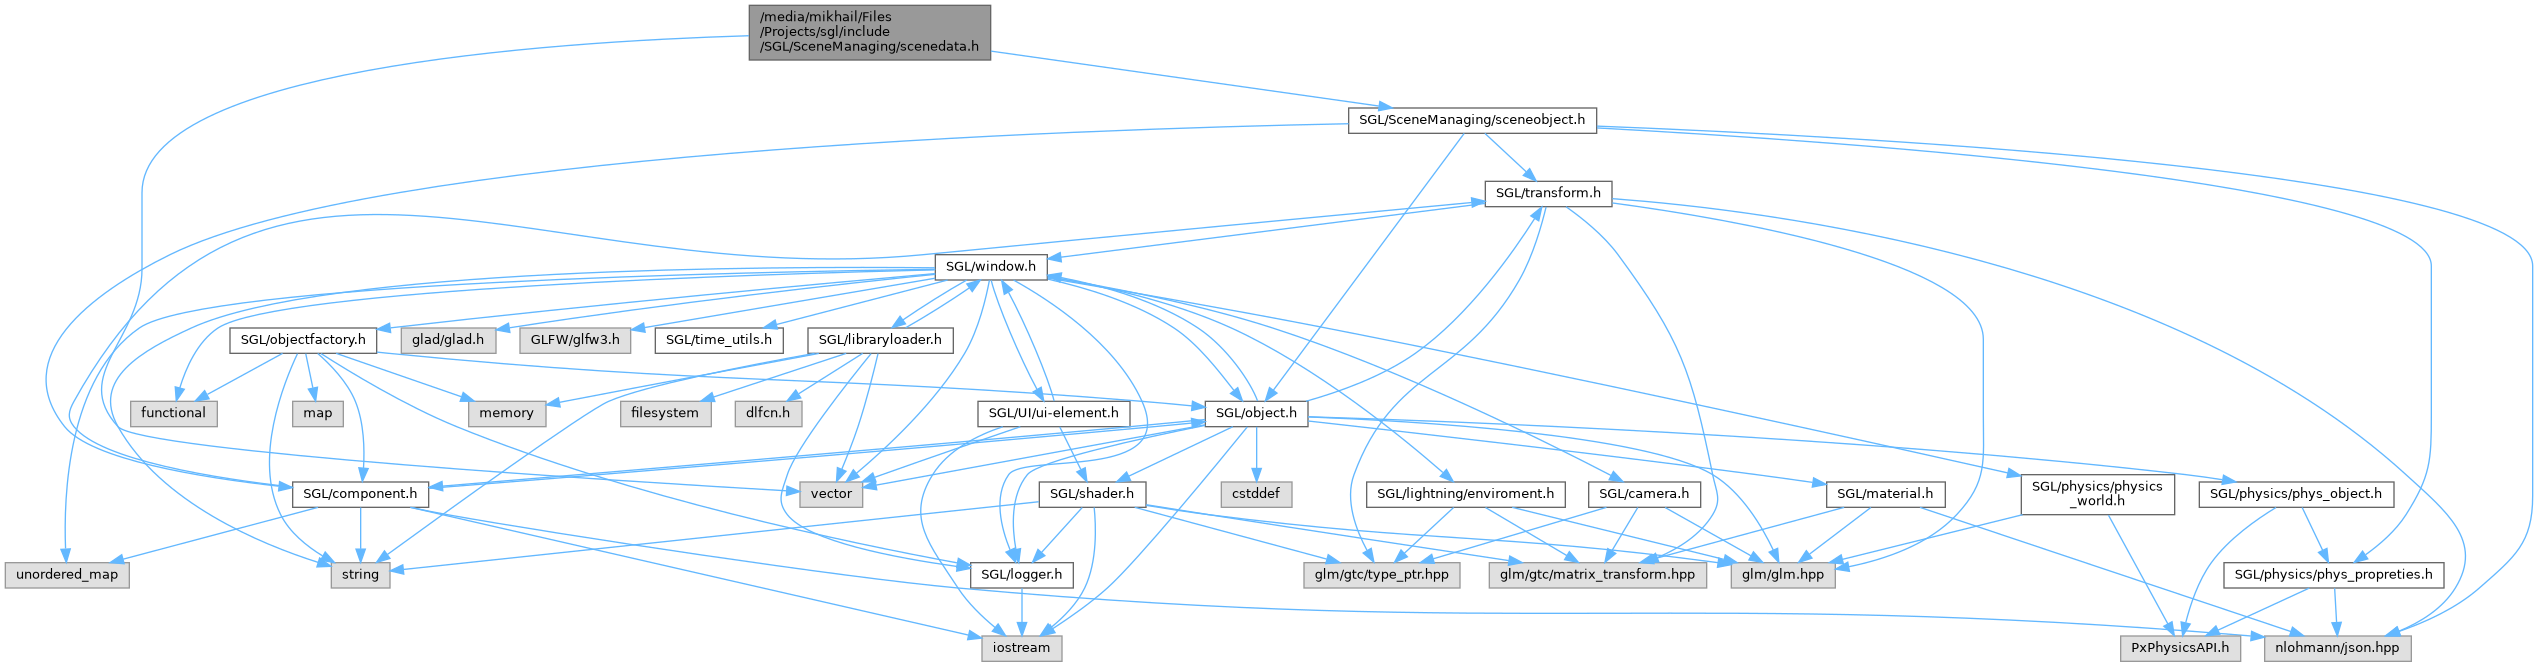 /media/mikhail/Files
/Projects/sgl/include
/SGL/SceneManaging/scenedata.h
SGL/SceneManaging/sceneobject.h
SGL/transform.h
SGL/window.h
SGL/objectfactory.h
glad/glad.h
GLFW/glfw3.h
SGL/time_utils.h
SGL/libraryloader.h
functional
map
memory
filesystem
dlfcn.h
SGL/UI/ui-element.h
SGL/object.h
SGL/component.h
vector
SGL/shader.h
cstddef
SGL/lightning/enviroment.h
SGL/camera.h
SGL/material.h
SGL/physics/physics
_world.h
SGL/physics/phys_object.h
unordered_map
string
SGL/logger.h
glm/gtc/type_ptr.hpp
glm/gtc/matrix_transform.hpp
glm/glm.hpp
SGL/physics/phys_propreties.h
iostream
PxPhysicsAPI.h
nlohmann/json.hpp